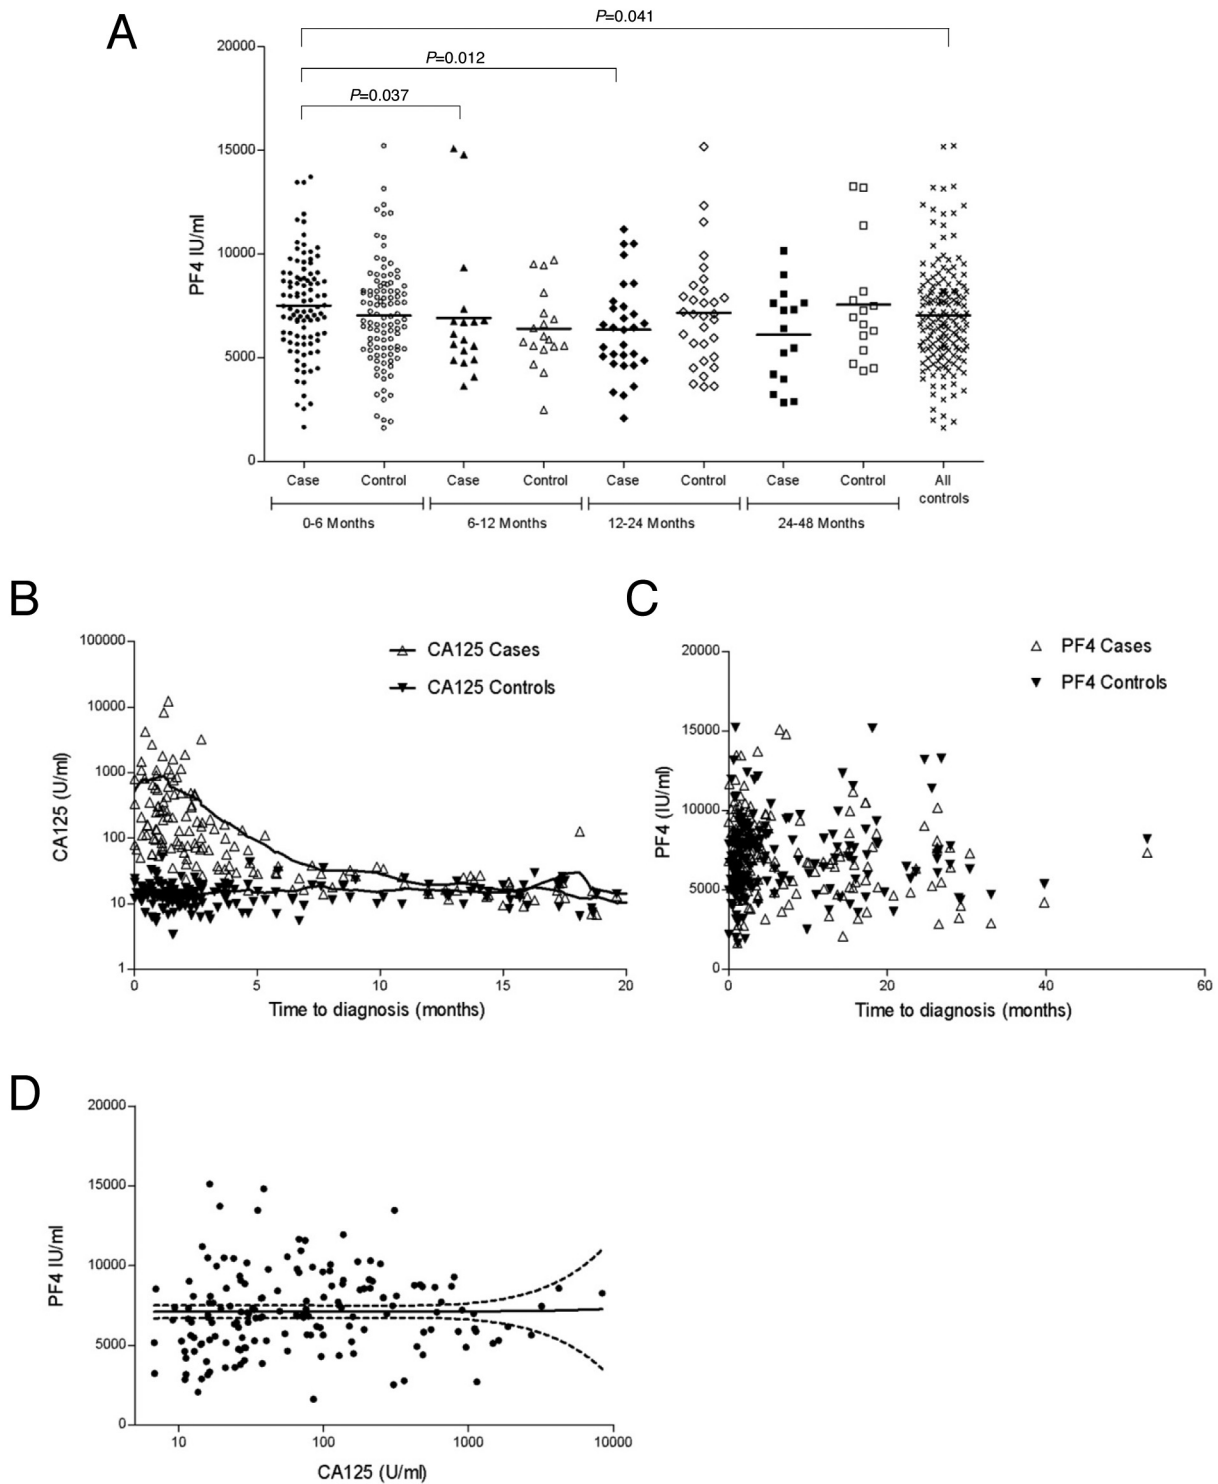 A
P=0.041
P=0.012
P=0.037
20000
15000
10000
5000
0
PF4 IU/ml
Case Control Case Control Case Control Case Control All controls
0-6 Months 6-12 Months 12-24 Months 24-48 Months
B
100000
10000
1000
100
10
1
CA125 (U/ml)
CA125 Cases
CA125 Controls
0 5 10 15 20
Time to diagnosis (months)
C
20000
15000
10000
5000
0
PF4 (IU/ml)
PF4 Cases
PF4 Controls
0 20 40 60
Time to diagnosis (months)
D
20000
15000
10000
5000
0
PF4 IU/ml
10 100 1000 10000
CA125 (U/ml)